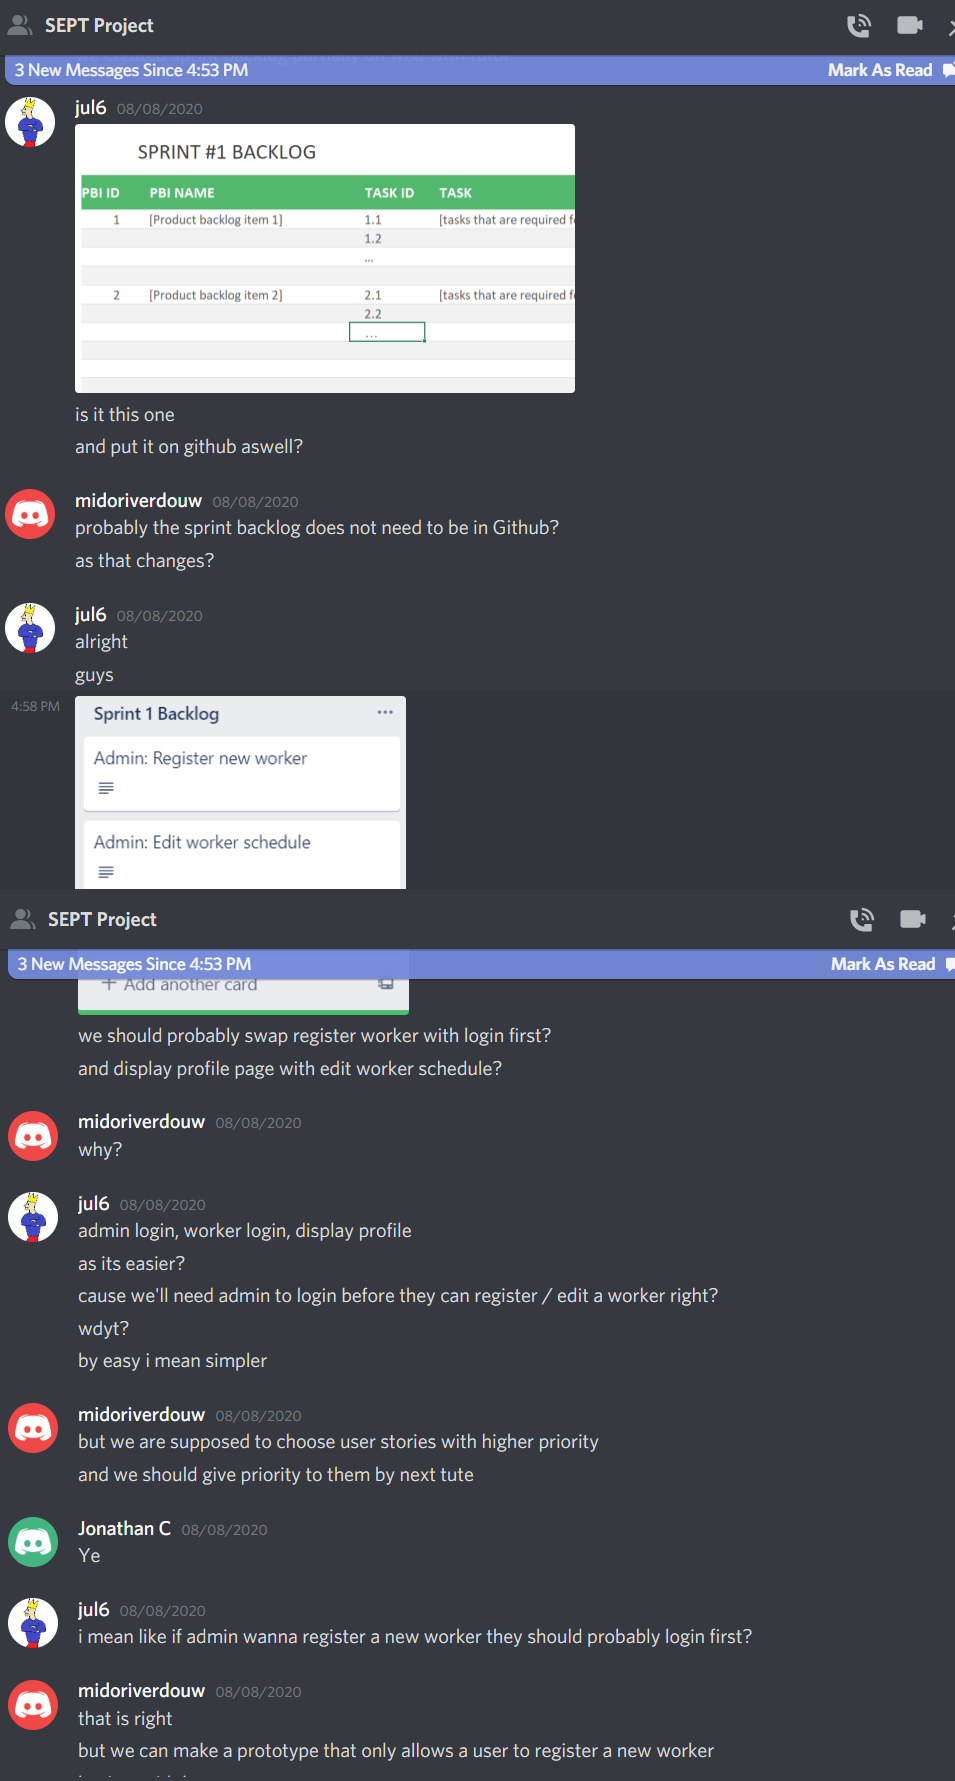 SEPT Project
3 New Messages Since 4:53 PM Mark As Read
jul6 08/08/2020
SPRINT #1 BACKLOG
PBI ID PBI NAME TASK ID TASK
1 [Product backlog item 1] 1.1 [tasks that are required f
1.2
...
2 [Product backlog item 2] 2.1 [tasks that are required f
2.2
...
is it this one
and put it on github aswell?
midoriverdouw 08/08/2020
probably the sprint backlog does not need to be in Github?
as that changes?
jul6 08/08/2020
alright
guys
4:58 PM
Sprint 1 Backlog ...
Admin: Register new worker
Admin: Edit worker schedule
SEPT Project
3 New Messages Since 4:53 PM Mark As Read
+ Add another card
we should probably swap register worker with login first?
and display profile page with edit worker schedule?
midoriverdouw 08/08/2020
why?
jul6 08/08/2020
admin login, worker login, display profile
as its easier?
cause we'll need admin to login before they can register / edit a worker right?
wdyt?
by easy i mean simpler
midoriverdouw 08/08/2020
but we are supposed to choose user stories with higher priority
and we should give priority to them by next tute
Jonathan C 08/08/2020
Ye
jul6 08/08/2020
i mean like if admin wanna register a new worker they should probably login first?
midoriverdouw 08/08/2020
that is right
but we can make a prototype that only allows a user to register a new worker